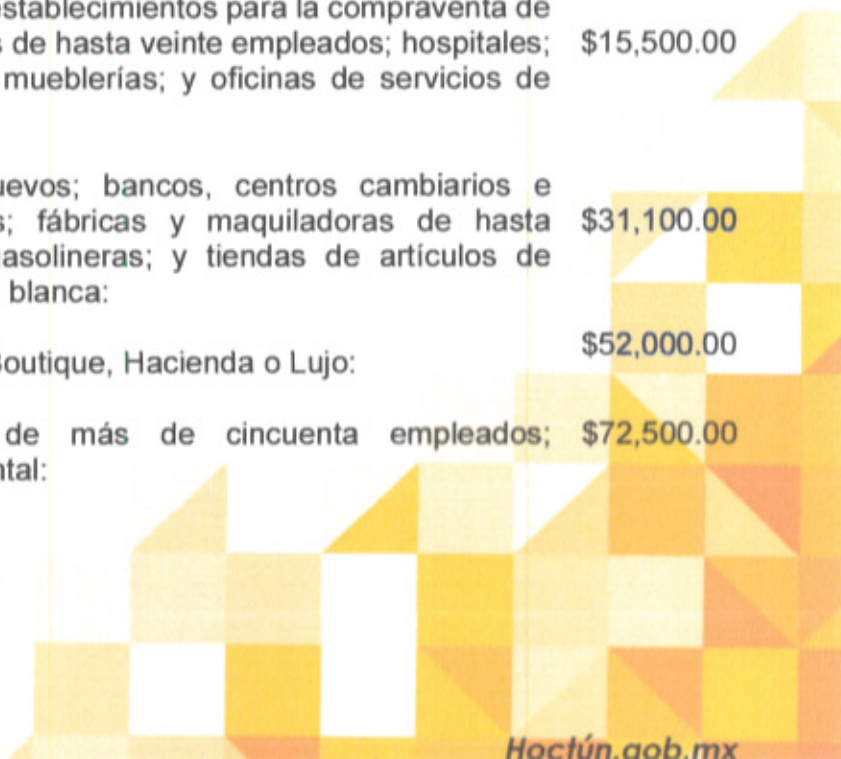 establecimientos para la compraventa de
s de hasta veinte empleados; hospitales; $15,500.00
mueblerías; y oficinas de servicios de
uevos; bancos, centros cambiarios e
s; fábricas y maquiladoras de hasta $31,100.00
gasolineras; y tiendas de artículos de
blanca:
$52,000.00
Boutique, Hacienda o Lujo:
de más de cincuenta empleados; $72,500.00
ntal:
Hoctún.gob.mx